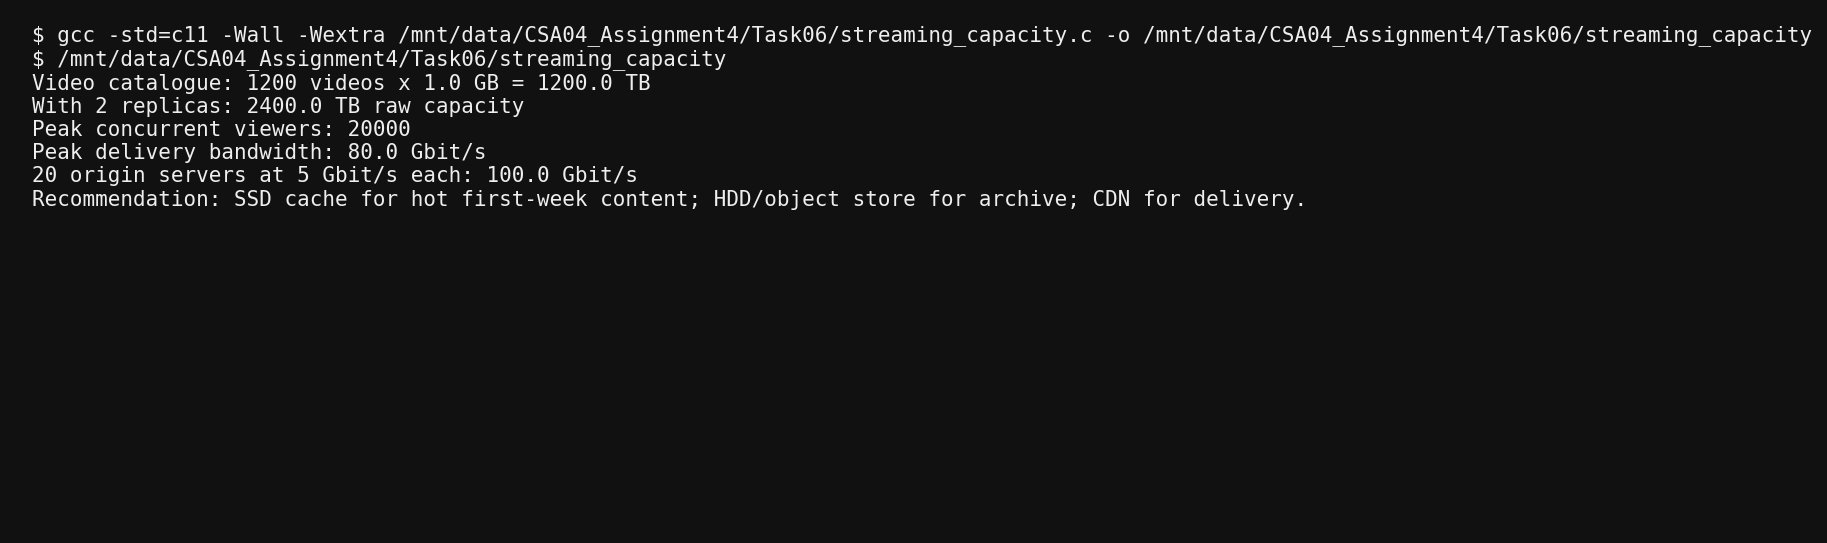 $ gcc -std=c11 -Wall -Wextra /mnt/data/CSA04_Assignment4/Task06/streaming_capacity.c -o /mnt/data/CSA04_Assignment4/Task06/streaming_capacity
$ /mnt/data/CSA04_Assignment4/Task06/streaming_capacity
Video catalogue: 1200 videos x 1.0 GB = 1200.0 TB
With 2 replicas: 2400.0 TB raw capacity
Peak concurrent viewers: 20000
Peak delivery bandwidth: 80.0 Gbit/s
20 origin servers at 5 Gbit/s each: 100.0 Gbit/s
Recommendation: SSD cache for hot first-week content; HDD/object store for archive; CDN for delivery.